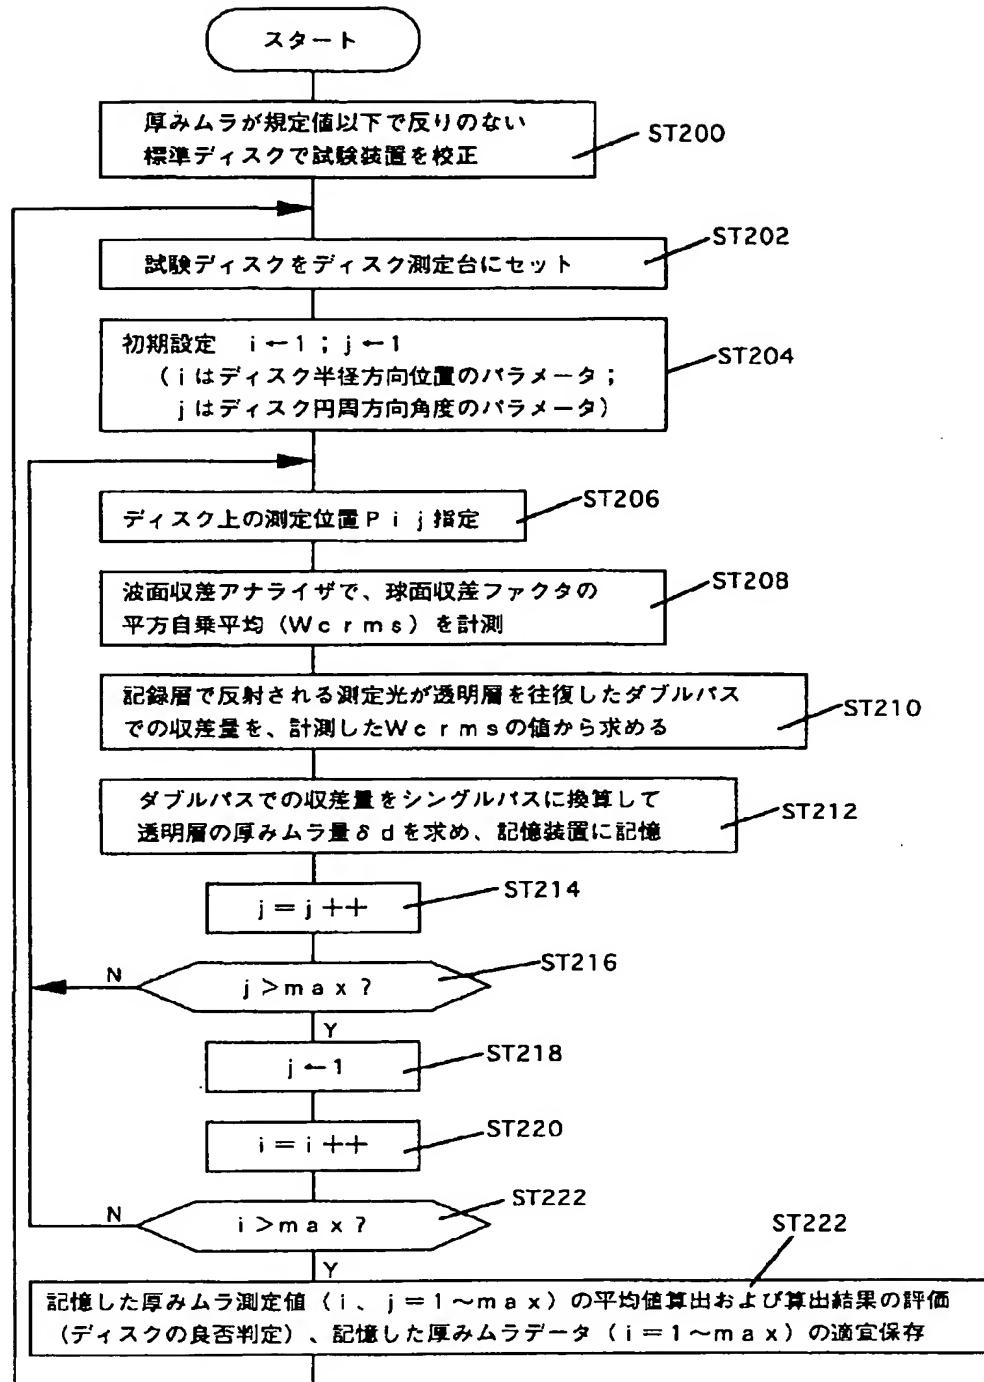 スタート
厚みムラが規定値以下で反りのない
標準ディスクで試験装置を校正
ST200
ST202
試験ディスクをディスク測定台にセット
初期設定 i←1；j←1
（iはディスク半径方向位置のパラメータ；
jはディスク円周方向角度のパラメータ）
ST204
ST206
ディスク上の測定位置Pij指定
ST208
波面収差アナライザで、球面収差ファクタの
平方自乗平均（Wcrms）を計測
記録層で反射される測定光が透明層を往復したダブルパス
での収差量を、計測したWcrmsの値から求める
ST210
ダブルパスでの収差量をシングルパスに換算して
透明層の厚みムラ量δdを求め、記憶装置に記憶
ST212
ST214
j＝j＋＋
ST216
N
j＞max？
Y
ST218
j←1
ST220
i＝i＋＋
ST222
N
i＞max？
Y
ST222
記憶した厚みムラ測定値（i、j＝1～max）の平均値算出および算出結果の評価
（ディスクの良否判定）、記憶した厚みムラデータ（i＝1～max）の適宜保存